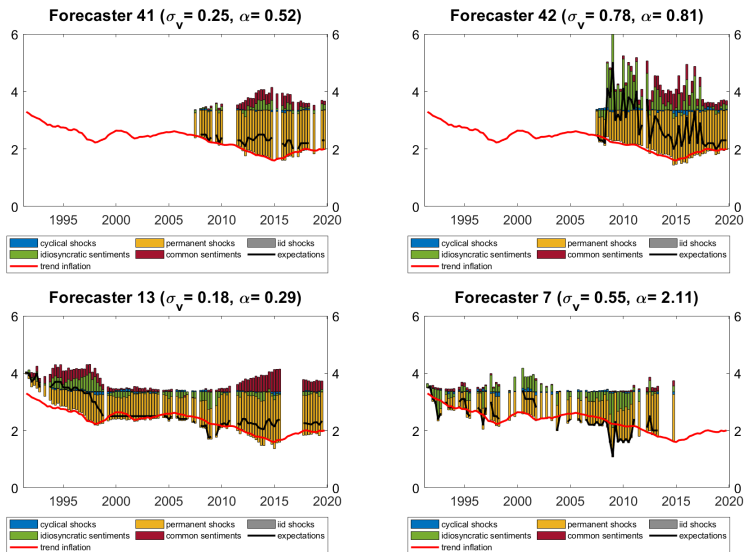 Forecaster 41 (σv= 0.25, α= 0.52)
6 6
4 4
2 2
0 0
1995 2000 2005 2010 2015 2020
cyclical shocks permanent shocks iid shocks
idiosyncratic sentiments common sentiments expectations
trend inflation
Forecaster 42 (σv= 0.78, α= 0.81)
6 6
4 4
2 2
0 0
1995 2000 2005 2010 2015 2020
cyclical shocks permanent shocks iid shocks
idiosyncratic sentiments common sentiments expectations
trend inflation
Forecaster 13 (σv= 0.18, α= 0.29)
6 6
4 4
2 2
0 0
1995 2000 2005 2010 2015 2020
cyclical shocks permanent shocks iid shocks
idiosyncratic sentiments common sentiments expectations
trend inflation
Forecaster 7 (σv= 0.55, α= 2.11)
6 6
4 4
2 2
0 0
1995 2000 2005 2010 2015 2020
cyclical shocks permanent shocks iid shocks
idiosyncratic sentiments common sentiments expectations
trend inflation